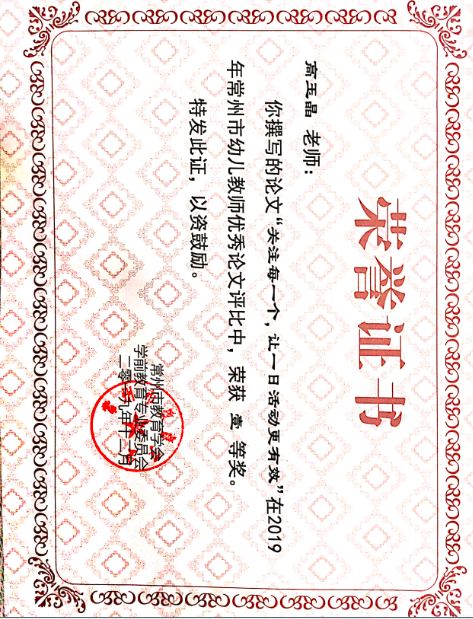 荣誉证书
高玉晶 老师：
你撰写的论文“关注每一个，让一日活动更有效”在2019
年常州市幼儿教师优秀论文评比中，荣获 壹 等奖。
特发此证，以资鼓励。
常州市教育学会
学前教育专业委员会
二零一九年十二月